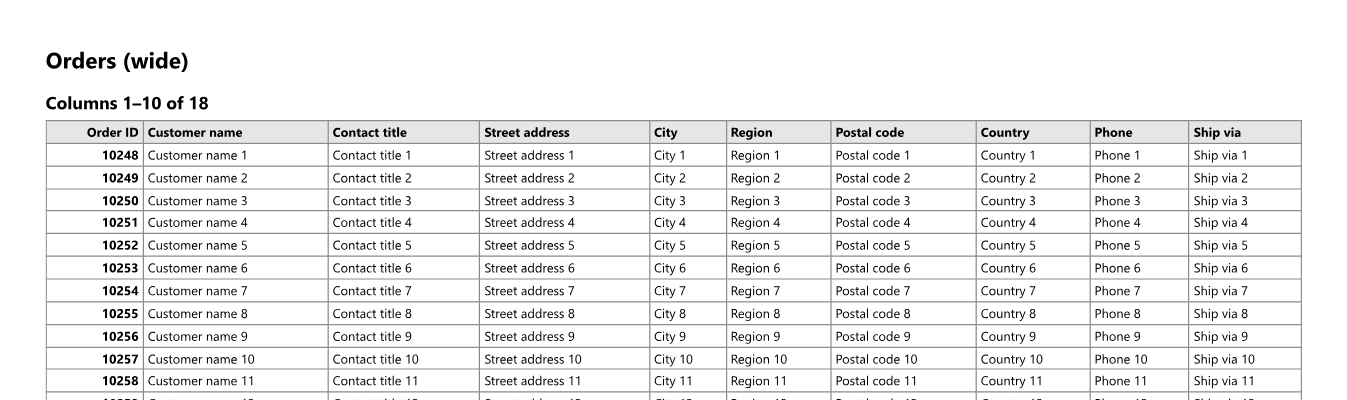 Orders (wide)
Columns 1–10 of 18
Order ID Customer name Contact title Street address City Region Postal code Country Phone Ship via
10248 Customer name 1 Contact title 1 Street address 1 City 1 Region 1 Postal code 1 Country 1 Phone 1 Ship via 1
10249 Customer name 2 Contact title 2 Street address 2 City 2 Region 2 Postal code 2 Country 2 Phone 2 Ship via 2
10250 Customer name 3 Contact title 3 Street address 3 City 3 Region 3 Postal code 3 Country 3 Phone 3 Ship via 3
10251 Customer name 4 Contact title 4 Street address 4 City 4 Region 4 Postal code 4 Country 4 Phone 4 Ship via 4
10252 Customer name 5 Contact title 5 Street address 5 City 5 Region 5 Postal code 5 Country 5 Phone 5 Ship via 5
10253 Customer name 6 Contact title 6 Street address 6 City 6 Region 6 Postal code 6 Country 6 Phone 6 Ship via 6
10254 Customer name 7 Contact title 7 Street address 7 City 7 Region 7 Postal code 7 Country 7 Phone 7 Ship via 7
10255 Customer name 8 Contact title 8 Street address 8 City 8 Region 8 Postal code 8 Country 8 Phone 8 Ship via 8
10256 Customer name 9 Contact title 9 Street address 9 City 9 Region 9 Postal code 9 Country 9 Phone 9 Ship via 9
10257 Customer name 10 Contact title 10 Street address 10 City 10 Region 10 Postal code 10 Country 10 Phone 10 Ship via 10
10258 Customer name 11 Contact title 11 Street address 11 City 11 Region 11 Postal code 11 Country 11 Phone 11 Ship via 11